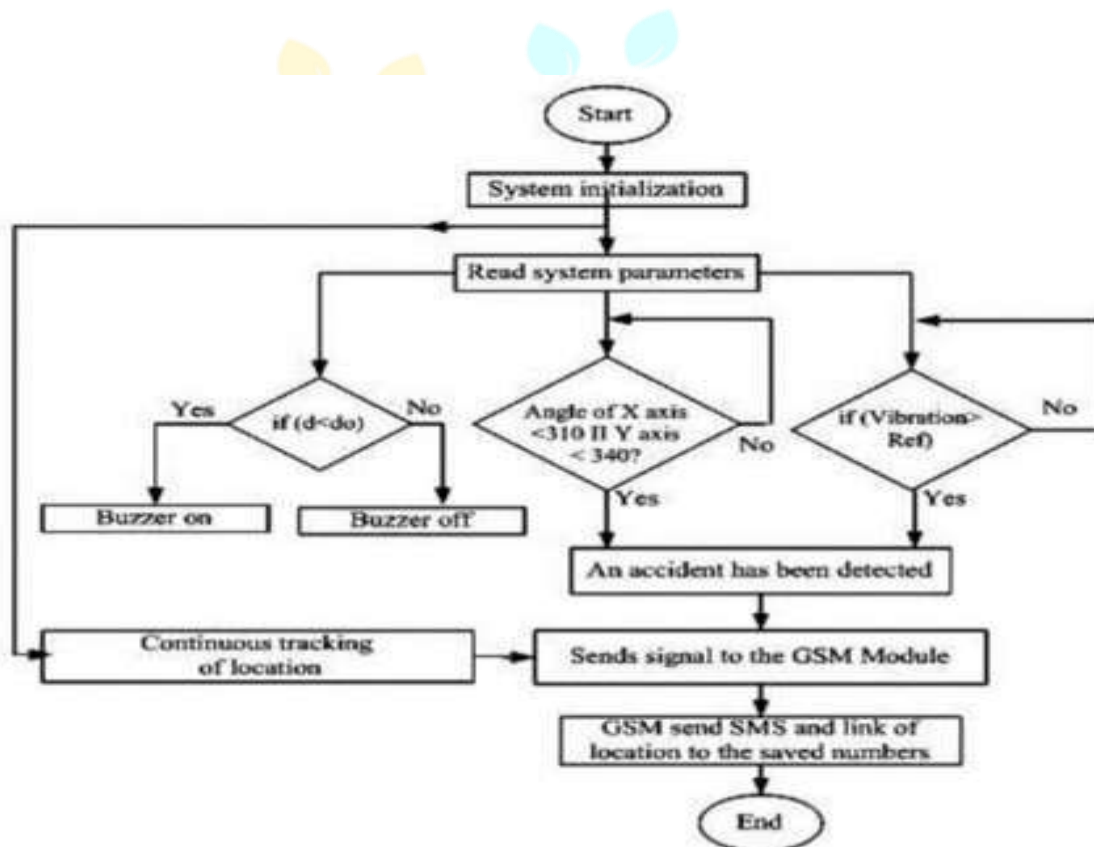 Start
System initialization
Read system parameters
Yes
if (d<do)
No
Angle of X axis
<310 II Y axis
< 340?
No
if (Vibration>
Ref)
No
Buzzer on
Buzzer off
Yes
Yes
An accident has been detected
Continuous tracking
of location
Sends signal to the GSM Module
GSM send SMS and link of
location to the saved numbers
End